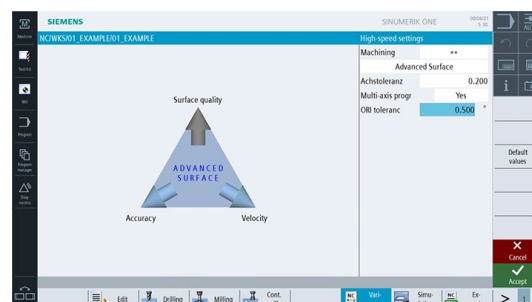 SIEMENS
SINUMERIK ONE
NC/WKS/01_EXAMPLE/01_EXAMPLE
High-speed settings
Machining **
Advanced Surface
Achstoleranz 0.200
Multi-axis progr Yes
ORI toleranc 0.500 °
Surface quality
ADVANCED
SURFACE
Accuracy
Velocity
Machine
Program
Program
manager
Default
values
Cancel
Accept
Edit
Drilling
Milling
Cont.
NC
Vari-
Simu-
NC
Ex-